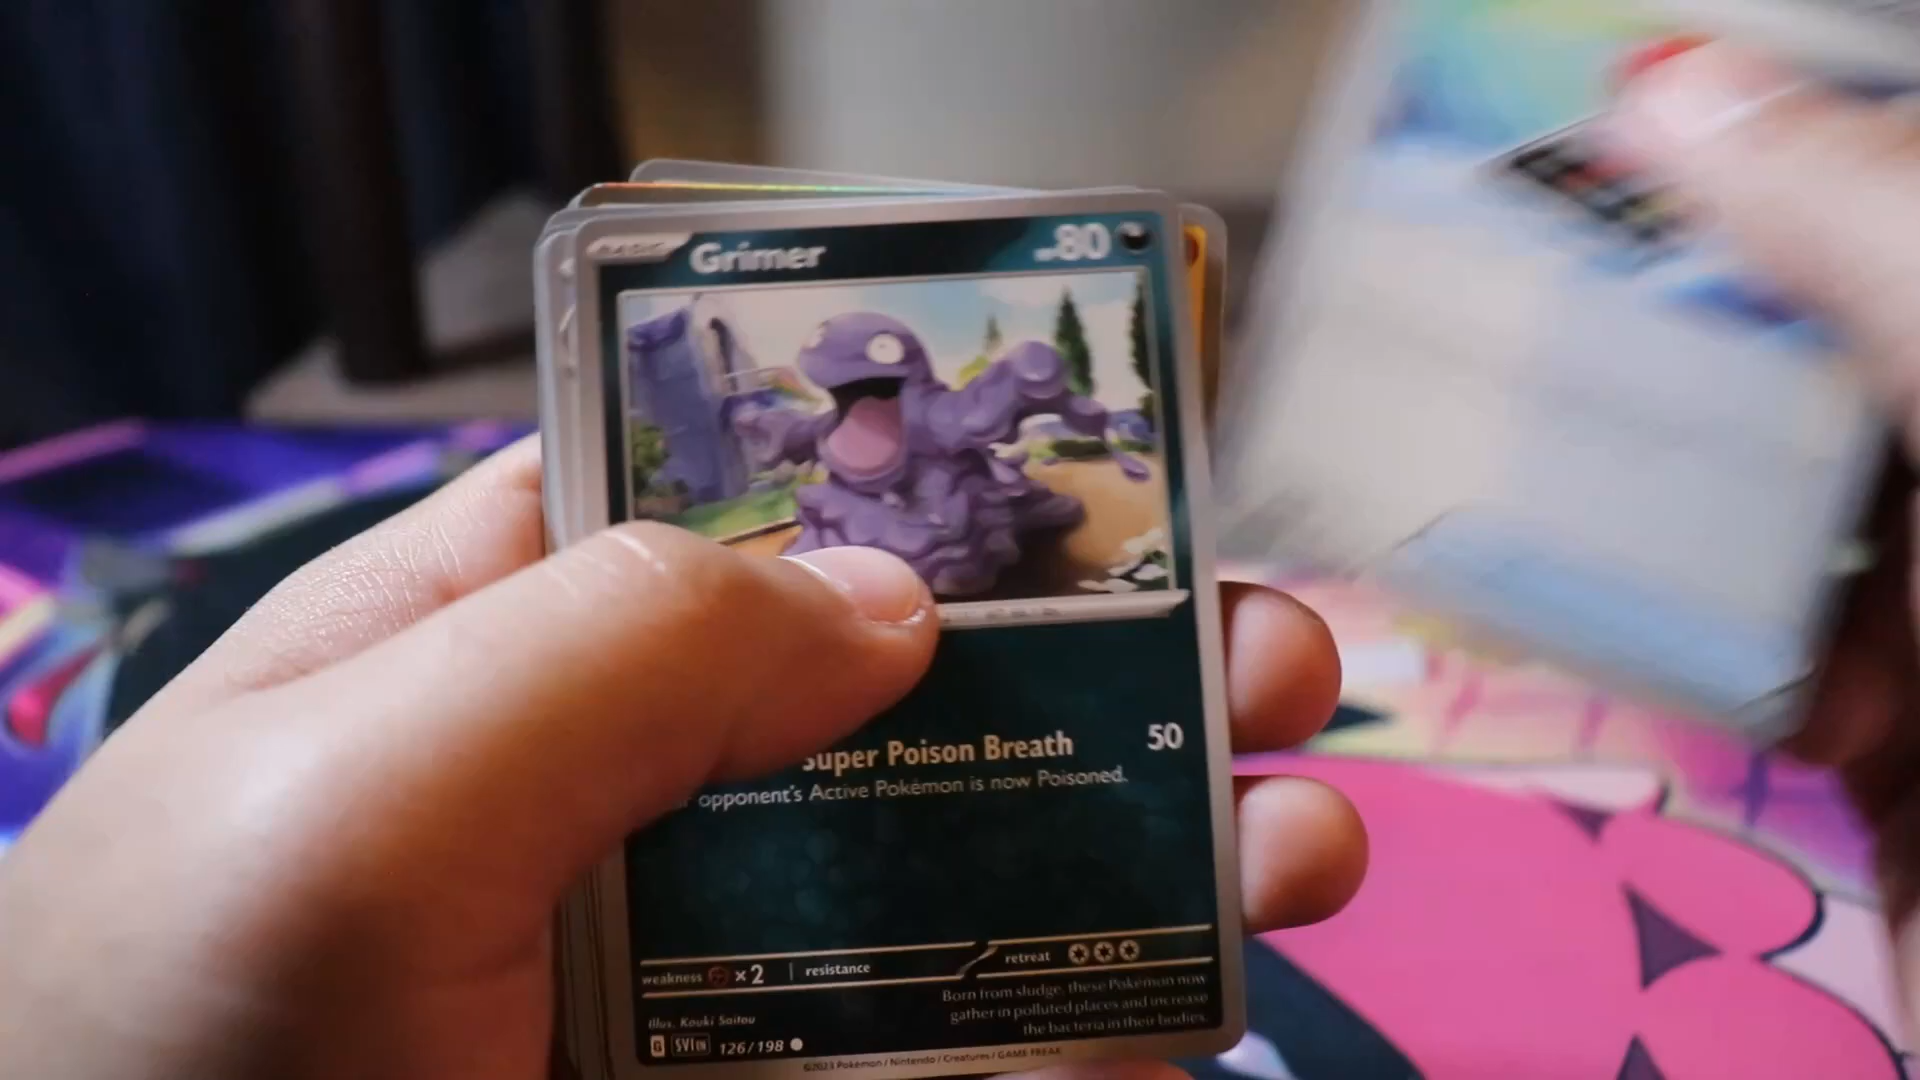 Grimer HP80
Super Poison Breath 50
opponent's Active Pokémon is now Poisoned.
weakness ×2 resistance
retreat
Born from sludge, these Pokémon now
gather in polluted places and increase
the bacteria in their bodies.
Illus. Kouki Saitou
G SVI EN 126/198
©2023 Pokémon / Nintendo / Creatures / GAME FREAK